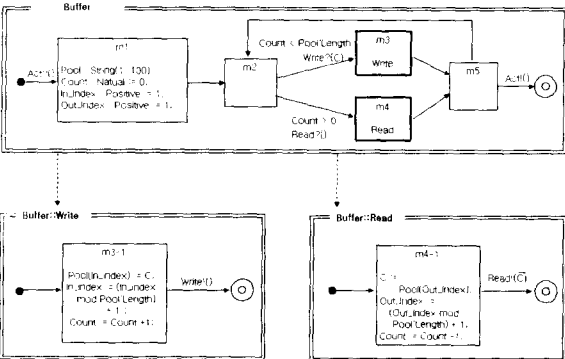 Buffer
m1
Act?()
Pool : String(1..100)
Count : Natual := 0.
In_Index : Positive = 1.
Out_Index : Positive = 1.
m2
Count < Pool'Length
Write?(C)
m3
Write
m4
Read
Count > 0
Read?()
m5
Act!()
Buffer::Write
m3-1
Pool(In_index) = C.
In_Index = (In_Index
mod Pool'Length)
+ 1;
Count = Count +1;
Write!()
Buffer::Read
m4-1
C :=
Pool(Out_Index).
Out_Index =
(Out_Index mod
Pool'Length) + 1,
Count = Count -1,
Read!(C)